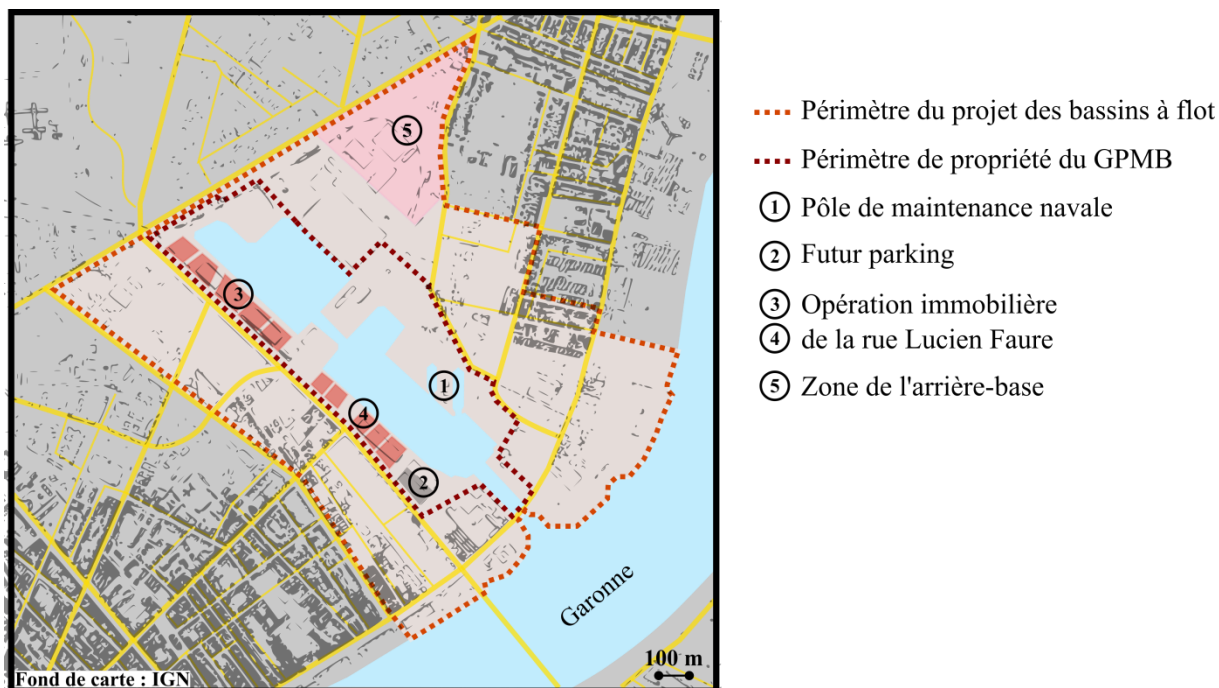 5
3
1
4
2
Garonne
100 m
Fond de carte : IGN
Périmètre du projet des bassins à flot
Périmètre de propriété du GPMB
1 Pôle de maintenance navale
2 Futur parking
3 Opération immobilière
4 de la rue Lucien Faure
5 Zone de l'arrière-base